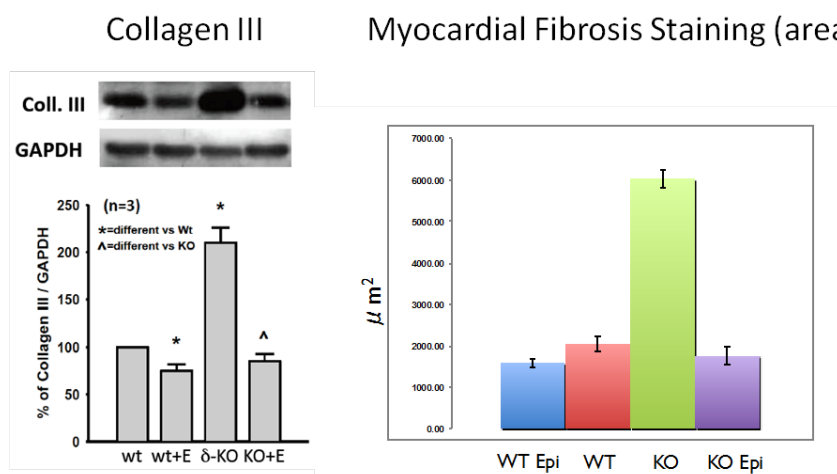 Collagen III
Myocardial Fibrosis Staining (area
Coll. III
GAPDH
(n=3)
*=different vs Wt
^=different vs KO
% of Collagen III / GAPDH
250
200
150
100
50
0
*
*
^
wt wt+E δ-KO KO+E
μm²
7000.00
6000.00
5000.00
4000.00
3000.00
2000.00
1000.00
0.00
WT Epi WT KO KO Epi